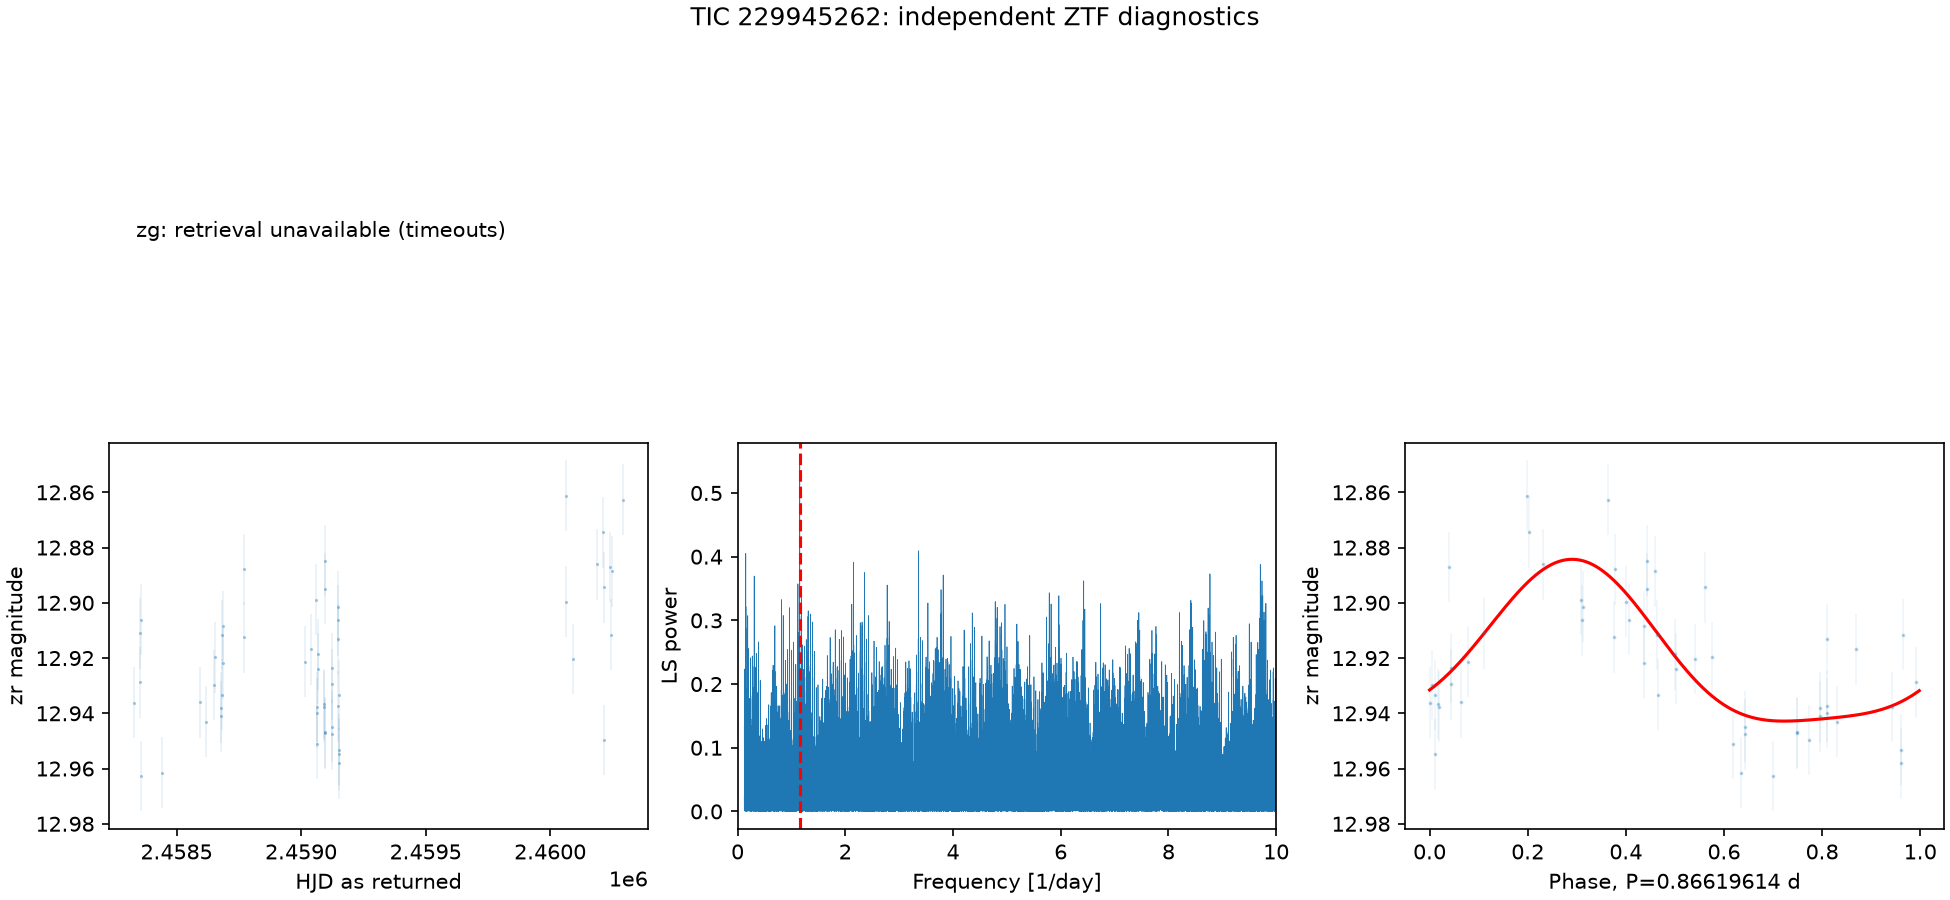 TIC 229945262: independent ZTF diagnostics
zg: retrieval unavailable (timeouts)
zr magnitude
12.86
12.88
12.90
12.92
12.94
12.96
12.98
2.4585 2.4590 2.4595 2.4600
1e6
HJD as returned
LS power
0.5
0.4
0.3
0.2
0.1
0.0
0 2 4 6 8 10
Frequency [1/day]
zr magnitude
12.86
12.88
12.90
12.92
12.94
12.96
12.98
0.0 0.2 0.4 0.6 0.8 1.0
Phase, P=0.86619614 d